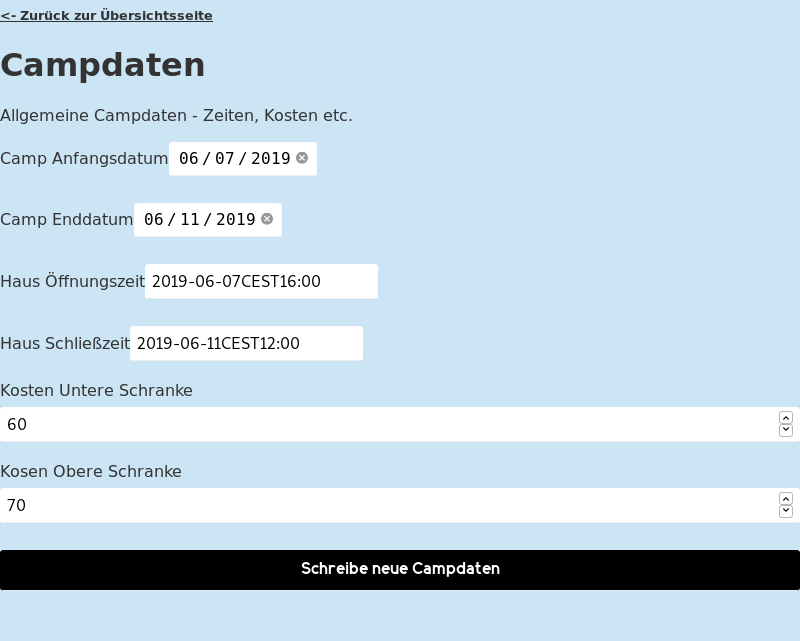 <- Zurück zur Übersichtsseite
Campdaten
Allgemeine Campdaten - Zeiten, Kosten etc.
Camp Anfangsdatum 06/07/2019
Camp Enddatum 06/11/2019
Haus Öffnungszeit 2019-06-07CEST16:00
Haus Schließzeit 2019-06-11CEST12:00
Kosten Untere Schranke
60
Kosen Obere Schranke
70
Schreibe neue Campdaten